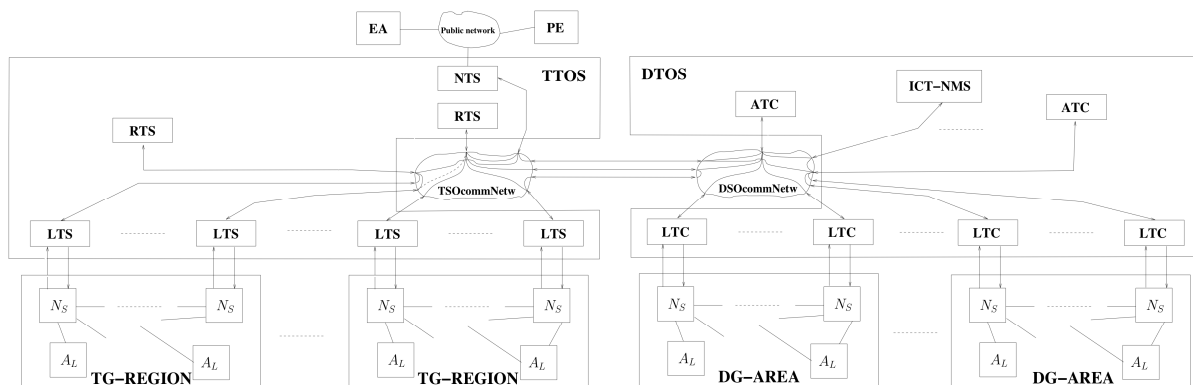 EA
Public network
PE
TTOS
DTOS
NTS
ICT−NMS
RTS
ATC
ATC
RTS
TSOcommNetw
DSOcommNetw
LTS
LTS
LTS
LTS
LTC
LTC
LTC
LTC
N_S
N_S
N_S
N_S
N_S
N_S
N_S
N_S
A_L
A_L
A_L
A_L
A_L
A_L
A_L
A_L
TG−REGION
TG−REGION
DG−AREA
DG−AREA